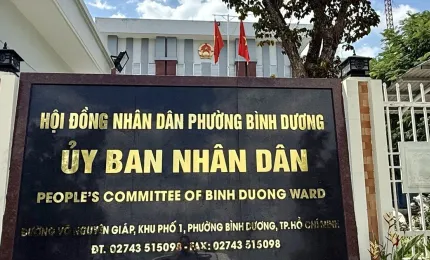 HỘI ĐỒNG NHÂN DÂN PHƯỜNG BÌNH DƯƠNG
ỦY BAN NHÂN DÂN
PEOPLE'S COMMITTEE OF BINH DUONG WARD
ĐƯỜNG VÕ NGUYÊN GIÁP, KHU PHỐ 1, PHƯỜNG BÌNH DƯƠNG, TP.HỒ CHÍ MINH
ĐT. 02743 515098 - FAX: 02743 515098